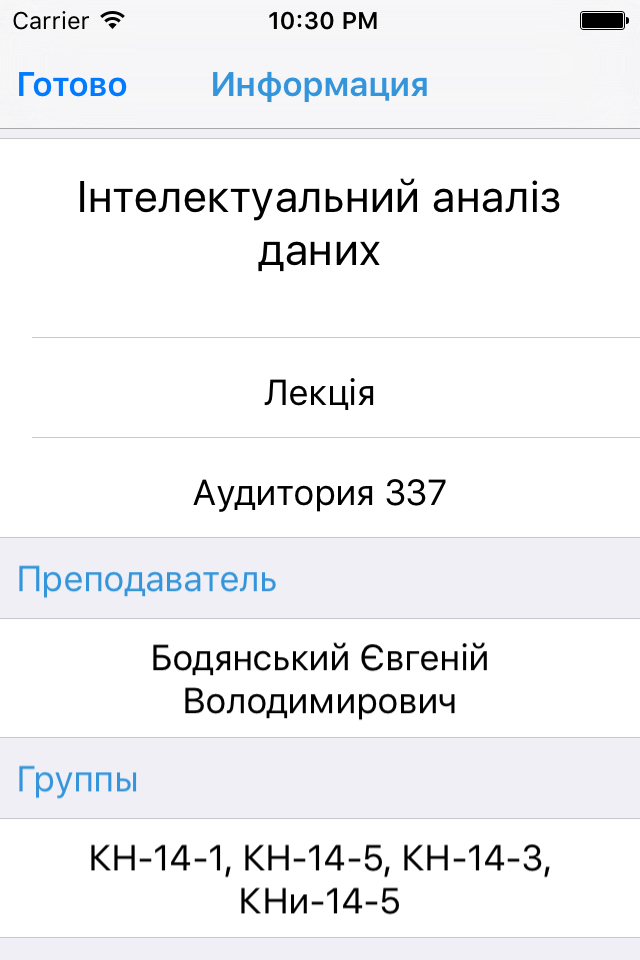 Carrier 10:30 PM
Готово Информация
Інтелектуальний аналіз
даних
Лекція
Аудитория 337
Преподаватель
Бодянський Євгеній
Володимирович
Группы
КН-14-1, КН-14-5, КН-14-3,
КНи-14-5